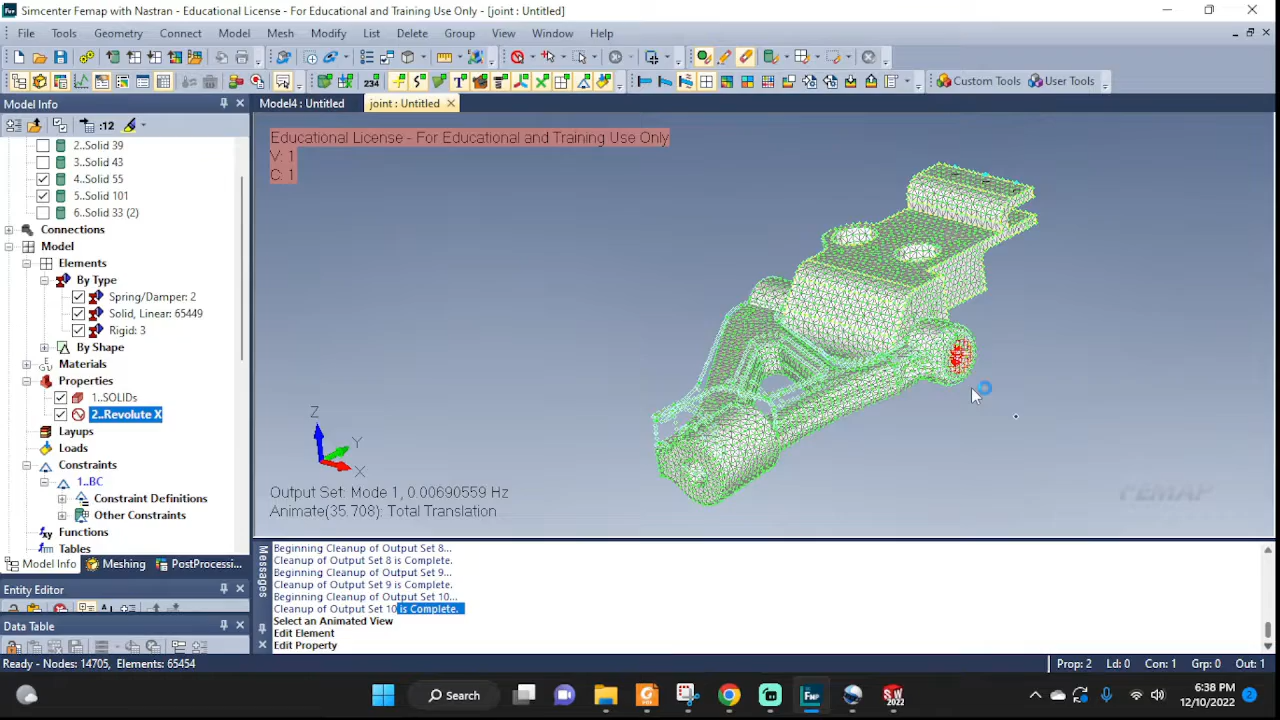 Simcenter Femap with Nastran - Educational License - For Educational and Training Use Only - [joint : Untitled]
File Tools Geometry Connect Model Mesh Modify List Delete Group View Window Help
234
Custom Tools User Tools
Model Info
Model4 : Untitled joint : Untitled
:12
2..Solid 39
3..Solid 43
4..Solid 55
5..Solid 101
6..Solid 33 (2)
Connections
Model
Elements
By Type
Spring/Damper: 2
Solid, Linear: 65449
Rigid: 3
By Shape
Materials
Properties
1..SOLIDs
2..Revolute X
Layups
Loads
Constraints
1..BC
Constraint Definitions
Other Constraints
Functions
Tables
Model Info Meshing PostProcessing...
Entity Editor
Data Table
Educational License - For Educational and Training Use Only
V: 1
C: 1
Z
Y
X
Output Set: Mode 1, 0.00690559 Hz
Animate(35.708): Total Translation
FEMAP
Messages
Beginning Cleanup of Output Set 8...
Cleanup of Output Set 8 is Complete.
Beginning Cleanup of Output Set 9...
Cleanup of Output Set 9 is Complete.
Beginning Cleanup of Output Set 10...
Cleanup of Output Set 10 is Complete.
Select an Animated View
Edit Element
Edit Property
Ready - Nodes: 14705, Elements: 65454
Prop: 2 Ld: 0 Con: 1 Grp: 0 Out: 1
Search
6:38 PM
12/10/2022
2